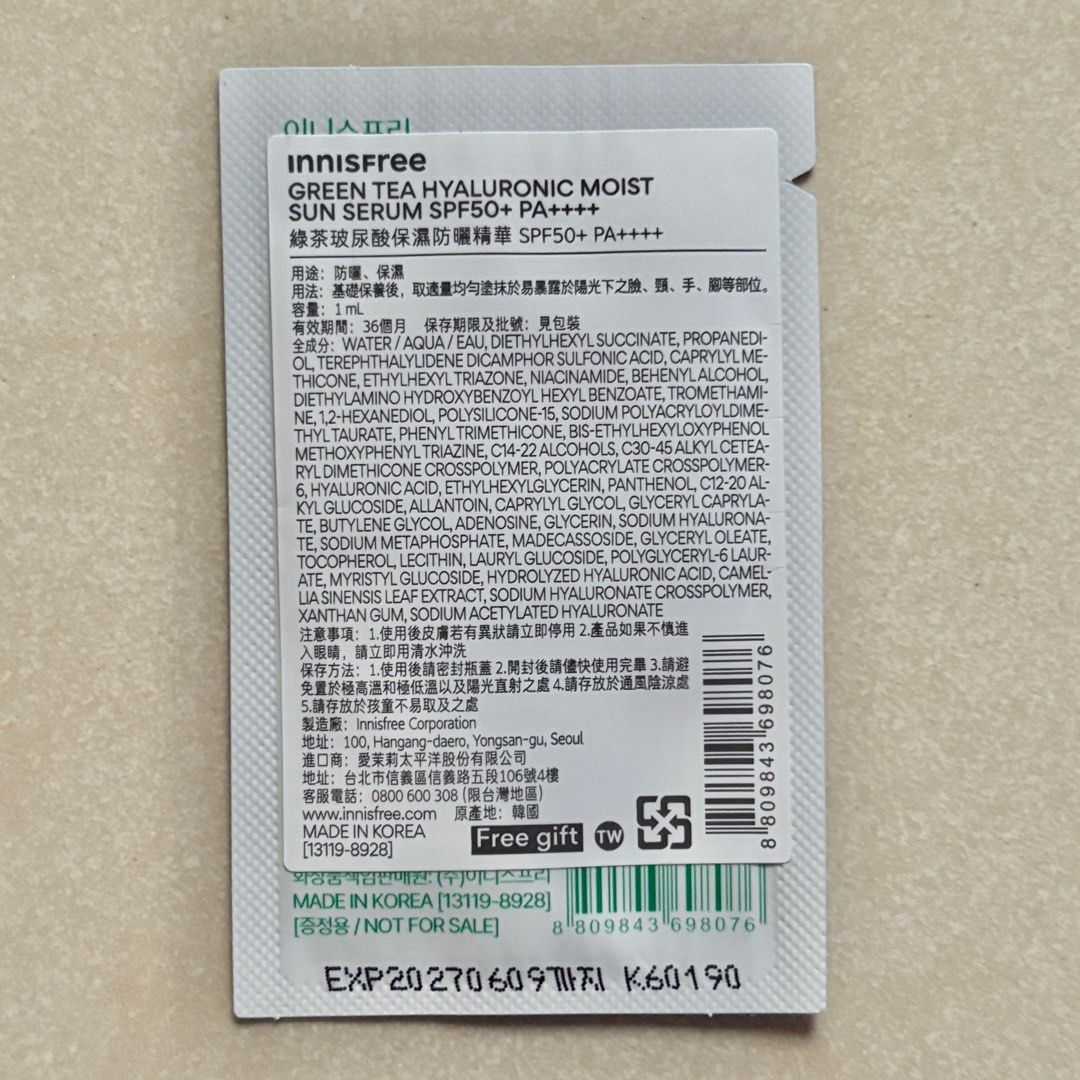 이니스프리
innisfree
GREEN TEA HYALURONIC MOIST
SUN SERUM SPF50+ PA++++
綠茶玻尿酸保濕防曬精華 SPF50+ PA++++
用途：防曬、保濕
用法：基礎保養後，取適量均勻塗抹於易暴露於陽光下之臉、頸、手、腳等部位。
容量：1 mL
有效期間：36個月 保存期限及批號：見包裝
全成分：WATER / AQUA / EAU, DIETHYLHEXYL SUCCINATE, PROPANEDI-
OL, TEREPHTHALYLIDENE DICAMPHOR SULFONIC ACID, CAPRYLYL ME-
THICONE, ETHYLHEXYL TRIAZONE, NIACINAMIDE, BEHENYL ALCOHOL,
DIETHYLAMINO HYDROXYBENZOYL HEXYL BENZOATE, TROMETHAMI-
NE, 1,2-HEXANEDIOL, POLYSILICONE-15, SODIUM POLYACRYLOYLDIME-
THYL TAURATE, PHENYL TRIMETHICONE, BIS-ETHYLHEXYLOXYPHENOL
METHOXYPHENYL TRIAZINE, C14-22 ALCOHOLS, C30-45 ALKYL CETEA-
RYL DIMETHICONE CROSSPOLYMER, POLYACRYLATE CROSSPOLYMER-
6, HYALURONIC ACID, ETHYLHEXYLGLYCERIN, PANTHENOL, C12-20 AL-
KYL GLUCOSIDE, ALLANTOIN, CAPRYLYL GLYCOL, GLYCERYL CAPRYLA-
TE, BUTYLENE GLYCOL, ADENOSINE, GLYCERIN, SODIUM HYALURONA-
TE, SODIUM METAPHOSPHATE, MADECASSOSIDE, GLYCERYL OLEATE,
TOCOPHEROL, LECITHIN, LAURYL GLUCOSIDE, POLYGLYCERYL-6 LAUR-
ATE, MYRISTYL GLUCOSIDE, HYDROLYZED HYALURONIC ACID, CAMEL-
LIA SINENSIS LEAF EXTRACT, SODIUM HYALURONATE CROSSPOLYMER,
XANTHAN GUM, SODIUM ACETYLATED HYALURONATE
注意事項：1.使用後皮膚若有異狀請立即停用 2.產品如果不慎進
入眼睛，請立即用清水沖洗
保存方法：1.使用後請密封瓶蓋 2.開封後請儘快使用完畢 3.請避
免置於極高溫和極低溫以及陽光直射之處 4.請存放於通風陰涼處
5.請存放於孩童不易取及之處
製造廠：Innisfree Corporation
地址：100, Hangang-daero, Yongsan-gu, Seoul
進口商：愛茉莉太平洋股份有限公司
地址：台北市信義區信義路五段106號4樓
客服電話：0800 600 308 (限台灣地區)
www.innisfree.com 原產地：韓國
MADE IN KOREA
[13119-8928]
Free gift TW
8 809843 698076
화장품책임판매원: (주)이니스프리
MADE IN KOREA [13119-8928]
[증정용 / NOT FOR SALE]
8 809843 698076
EXP20270609까지 K60190